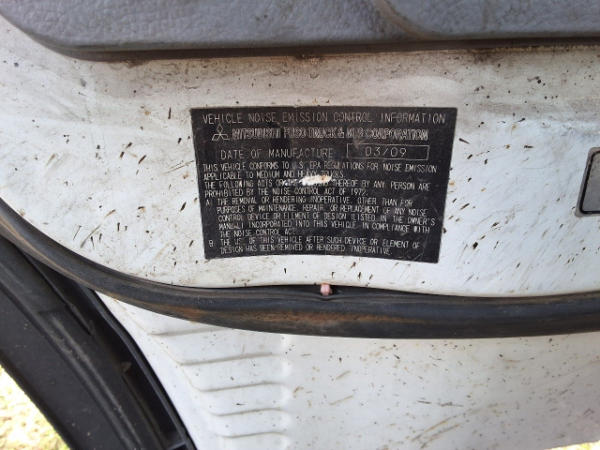 VEHICLE NOISE EMISSION CONTROL INFORMATION
MITSUBISHI FUSO TRUCK & BUS CORPORATION
DATE OF MANUFACTURE 03/09
THIS VEHICLE CONFORMS TO U.S. EPA REGULATIONS FOR NOISE EMISSION
APPLICABLE TO MEDIUM AND HEAVY TRUCKS.
THE FOLLOWING ACTS OR THE THEREOF BY ANY PERSON ARE
PROHIBITED BY THE NOISE CONTROL ACT OF 1972:
A) THE REMOVAL OR RENDERING INOPERATIVE, OTHER THAN FOR
PURPOSES OF MAINTENANCE, REPAIR, OR REPLACEMENT, OF ANY NOISE
CONTROL DEVICE OR ELEMENT OF DESIGN (LISTED IN THE OWNER'S
MANUAL) INCORPORATED INTO THIS VEHICLE IN COMPLIANCE WITH
THE NOISE CONTROL ACT.
B) THE USE OF THIS VEHICLE AFTER SUCH DEVICE OR ELEMENT OF
DESIGN HAS BEEN REMOVED OR RENDERED INOPERATIVE.